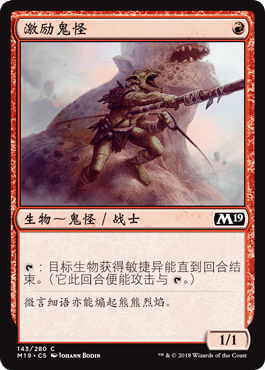 激励鬼怪
生物～鬼怪／战士
M19
：目标生物获得敏捷异能直到回合结
束。（它此回合便能攻击与 。）
微言细语亦能煽起熊熊烈焰。
143/280 C
M19 • CS JOHANN BODIN
1/1
™ & © 2018 Wizards of the Coast